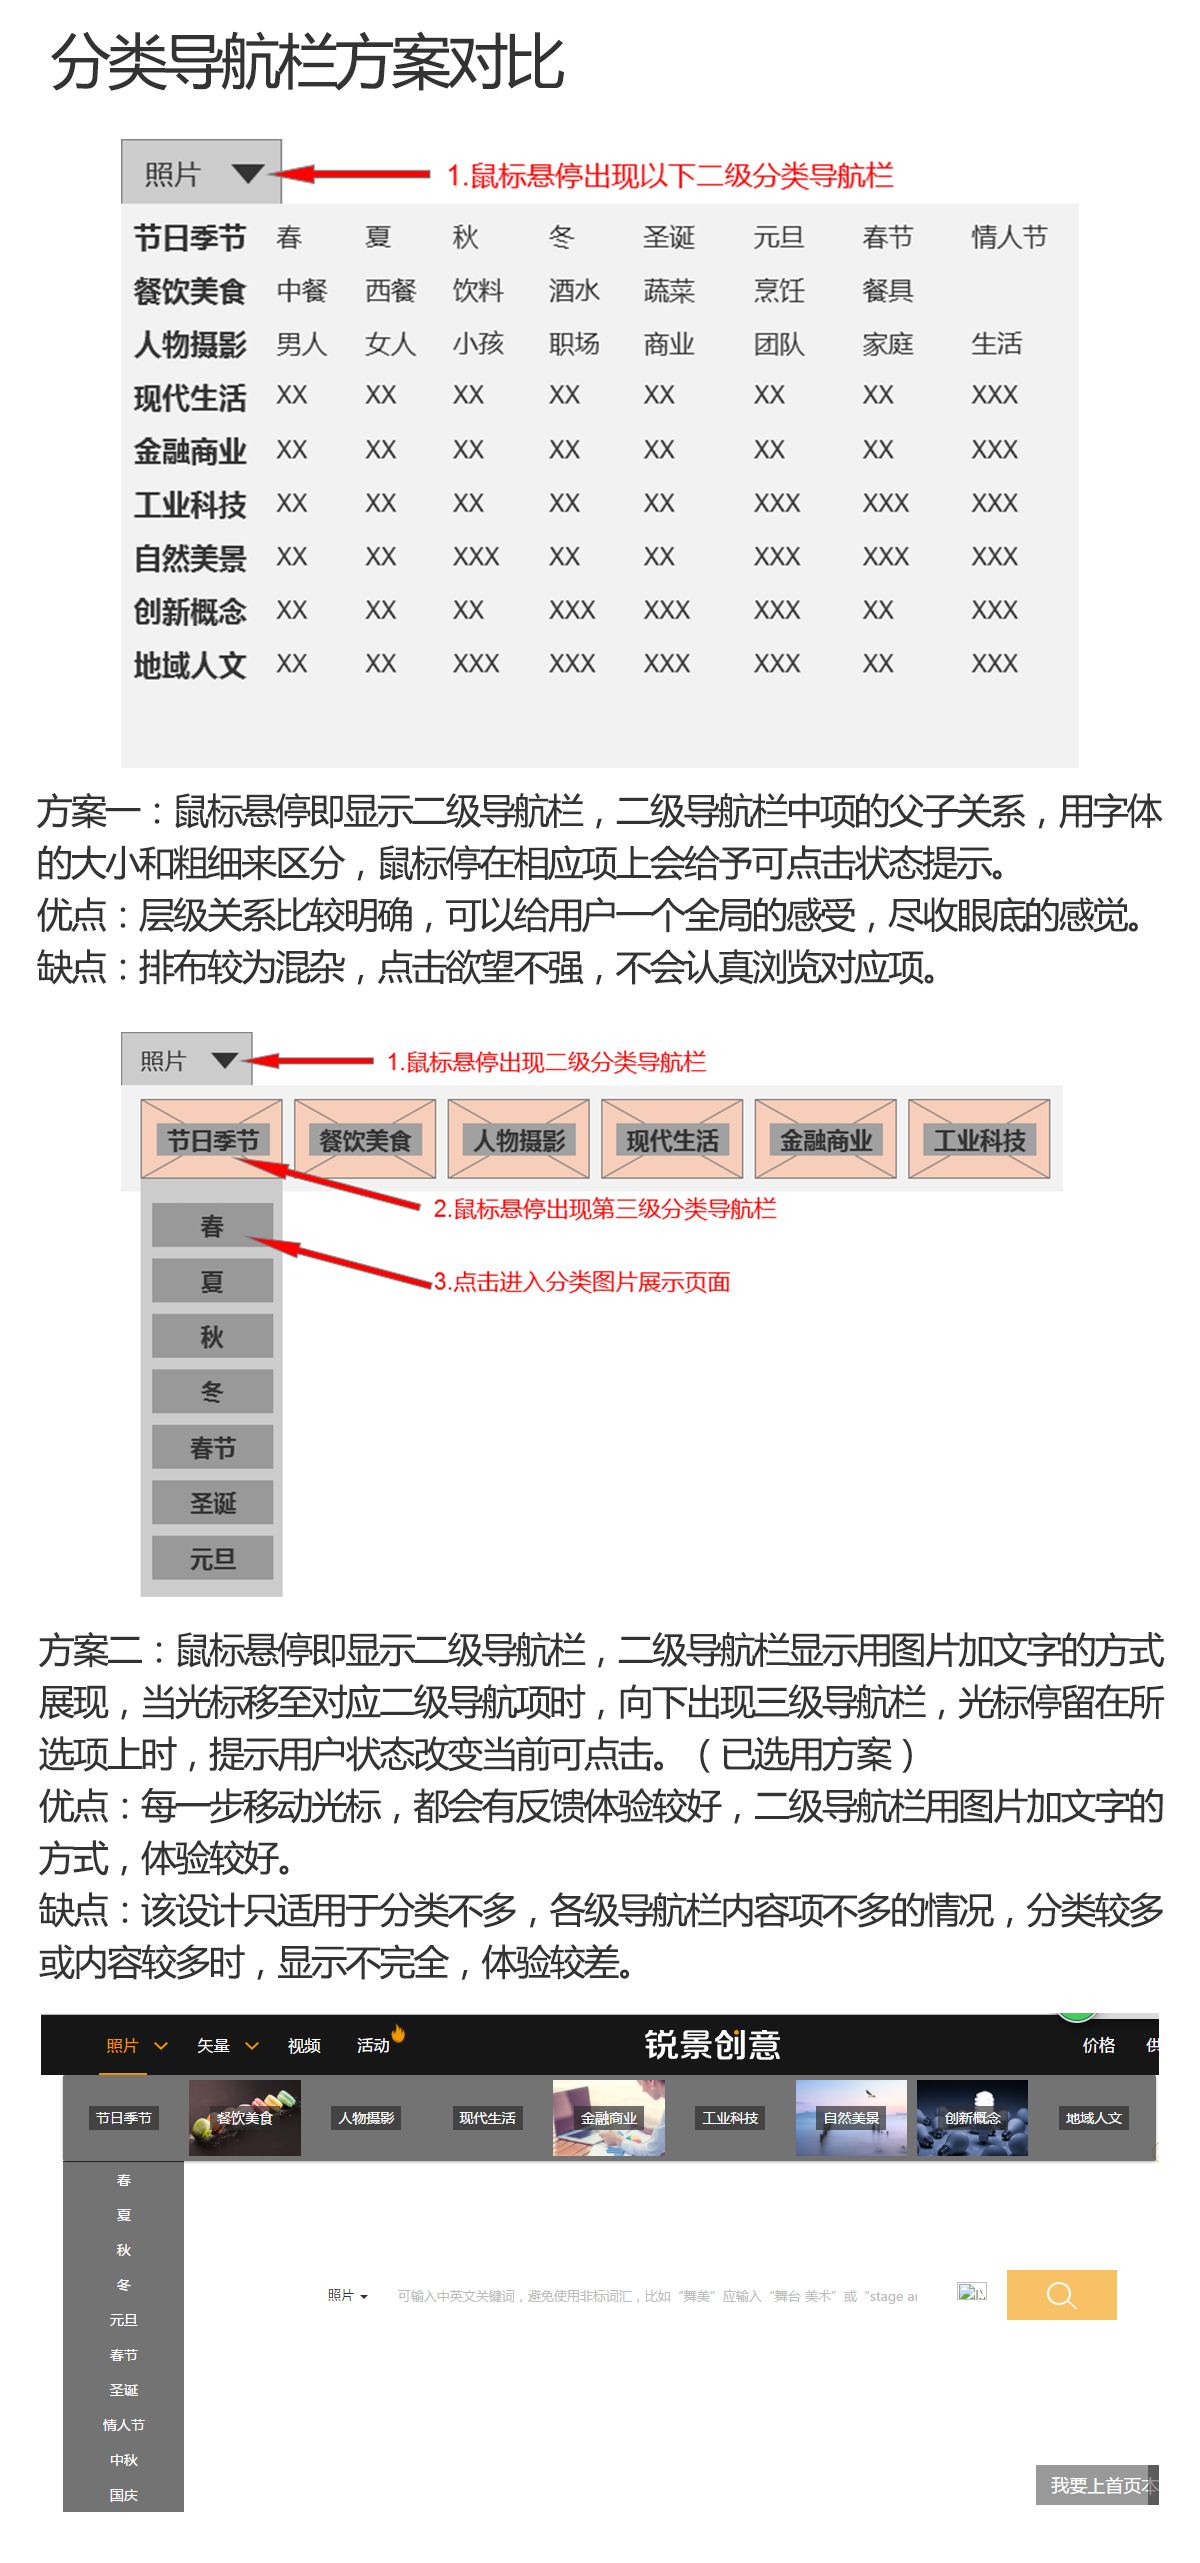 分类导航栏方案对比
照片
1.鼠标悬停出现以下二级分类导航栏
节日季节 春 夏 秋 冬 圣诞 元旦 春节 情人节
餐饮美食 中餐 西餐 饮料 酒水 蔬菜 烹饪 餐具
人物摄影 男人 女人 小孩 职场 商业 团队 家庭 生活
现代生活 XX XX XX XX XX XX XX XXX
金融商业 XX XX XX XX XX XX XX XXX
工业科技 XX XX XX XX XX XXX XXX XXX
自然美景 XX XX XXX XX XX XXX XXX XXX
创新概念 XX XX XX XXX XXX XXX XX XXX
地域人文 XX XX XXX XXX XXX XXX XX XXX
方案一：鼠标悬停即显示二级导航栏，二级导航栏中项的父子关系，用字体
的大小和粗细来区分，鼠标停在相应项上会给予可点击状态提示。
优点：层级关系比较明确，可以给用户一个全局的感受，尽收眼底的感觉。
缺点：排布较为混杂，点击欲望不强，不会认真浏览对应项。
照片
1.鼠标悬停出现二级分类导航栏
节日季节 餐饮美食 人物摄影 现代生活 金融商业 工业科技
2.鼠标悬停出现第三级分类导航栏
春
3.点击进入分类图片展示页面
夏
秋
冬
春节
圣诞
元旦
方案二：鼠标悬停即显示二级导航栏，二级导航栏显示用图片加文字的方式
展现，当光标移至对应二级导航项时，向下出现三级导航栏，光标停留在所
选项上时，提示用户状态改变当前可点击。（已选用方案）
优点：每一步移动光标，都会有反馈体验较好，二级导航栏用图片加文字的
方式，体验较好。
缺点：该设计只适用于分类不多，各级导航栏内容项不多的情况，分类较多
或内容较多时，显示不完全，体验较差。
照片 矢量 视频 活动 锐景创意 价格 供
节日季节 餐饮美食 人物摄影 现代生活 金融商业 工业科技 自然美景 创新概念 地域人文
春
夏
秋
冬
照片 可输入中英文关键词，避免使用非标词汇，比如“舞美”应输入“舞台 美术”或“stage ar
元旦
春节
圣诞
情人节
中秋
国庆
我要上首页本